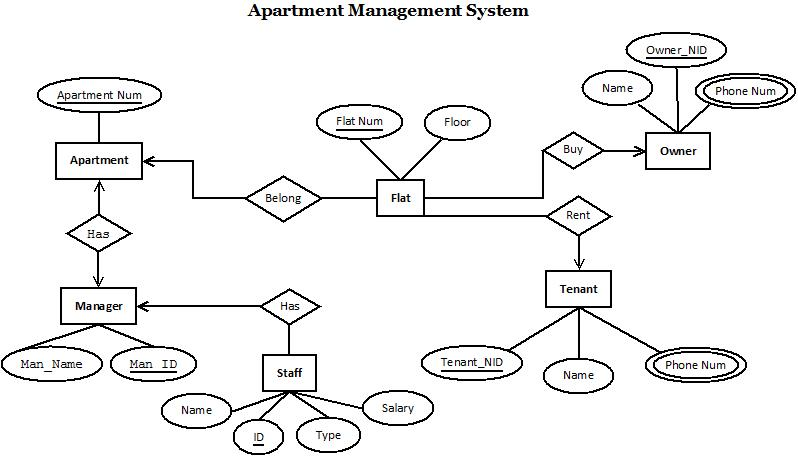 Apartment Management System
Owner_NID
Name
Phone Num
Apartment Num
Flat Num
Floor
Buy
Owner
Apartment
Belong
Flat
Rent
Has
Tenant
Manager
Has
Man_Name
Man_ID
Staff
Tenant_NID
Name
Phone Num
Name
ID
Type
Salary